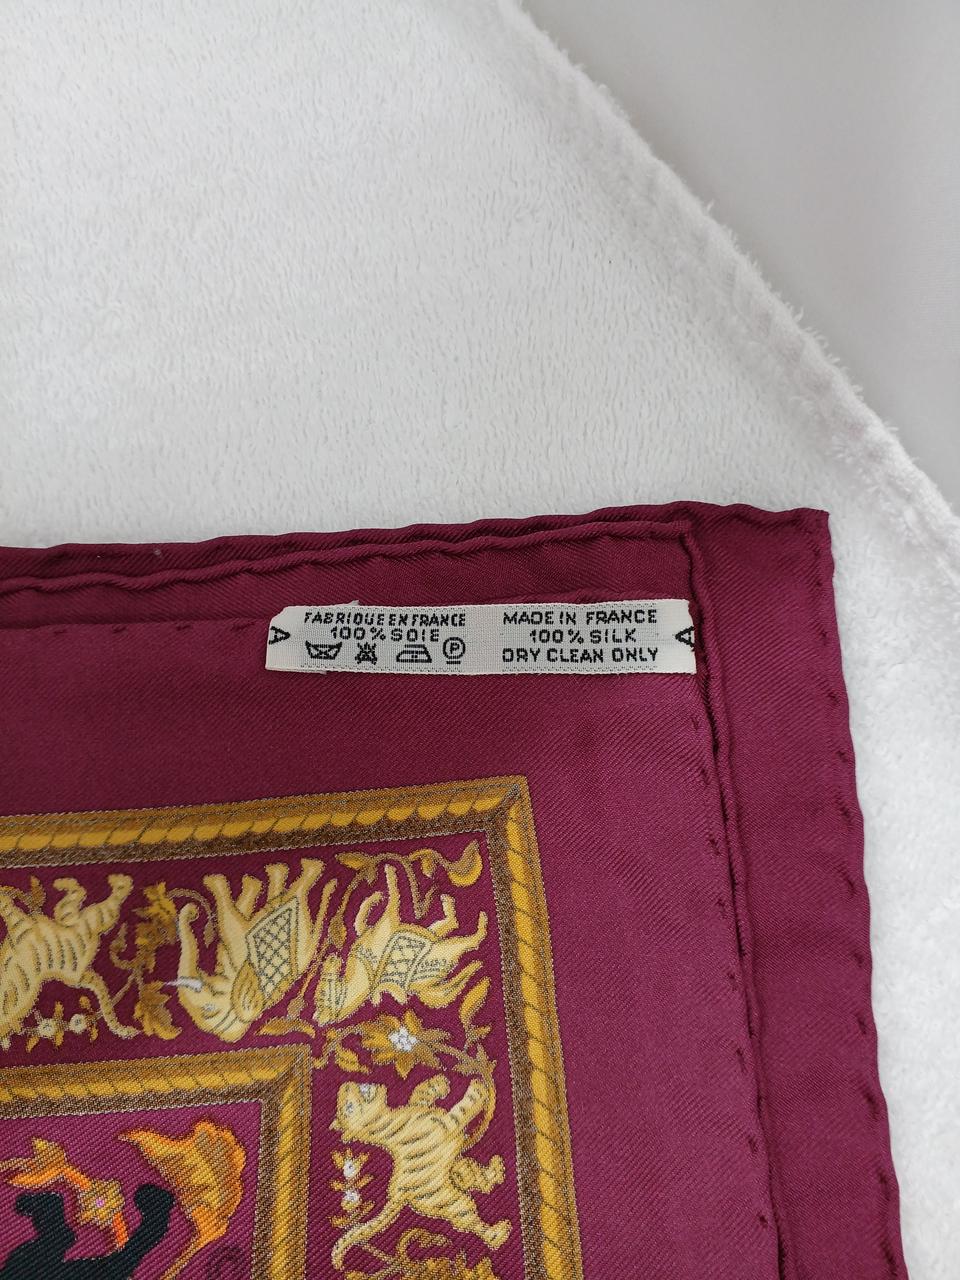 FABRIQUE EN FRANCE
100% SOIE
P
MADE IN FRANCE
100% SILK
DRY CLEAN ONLY
A
A